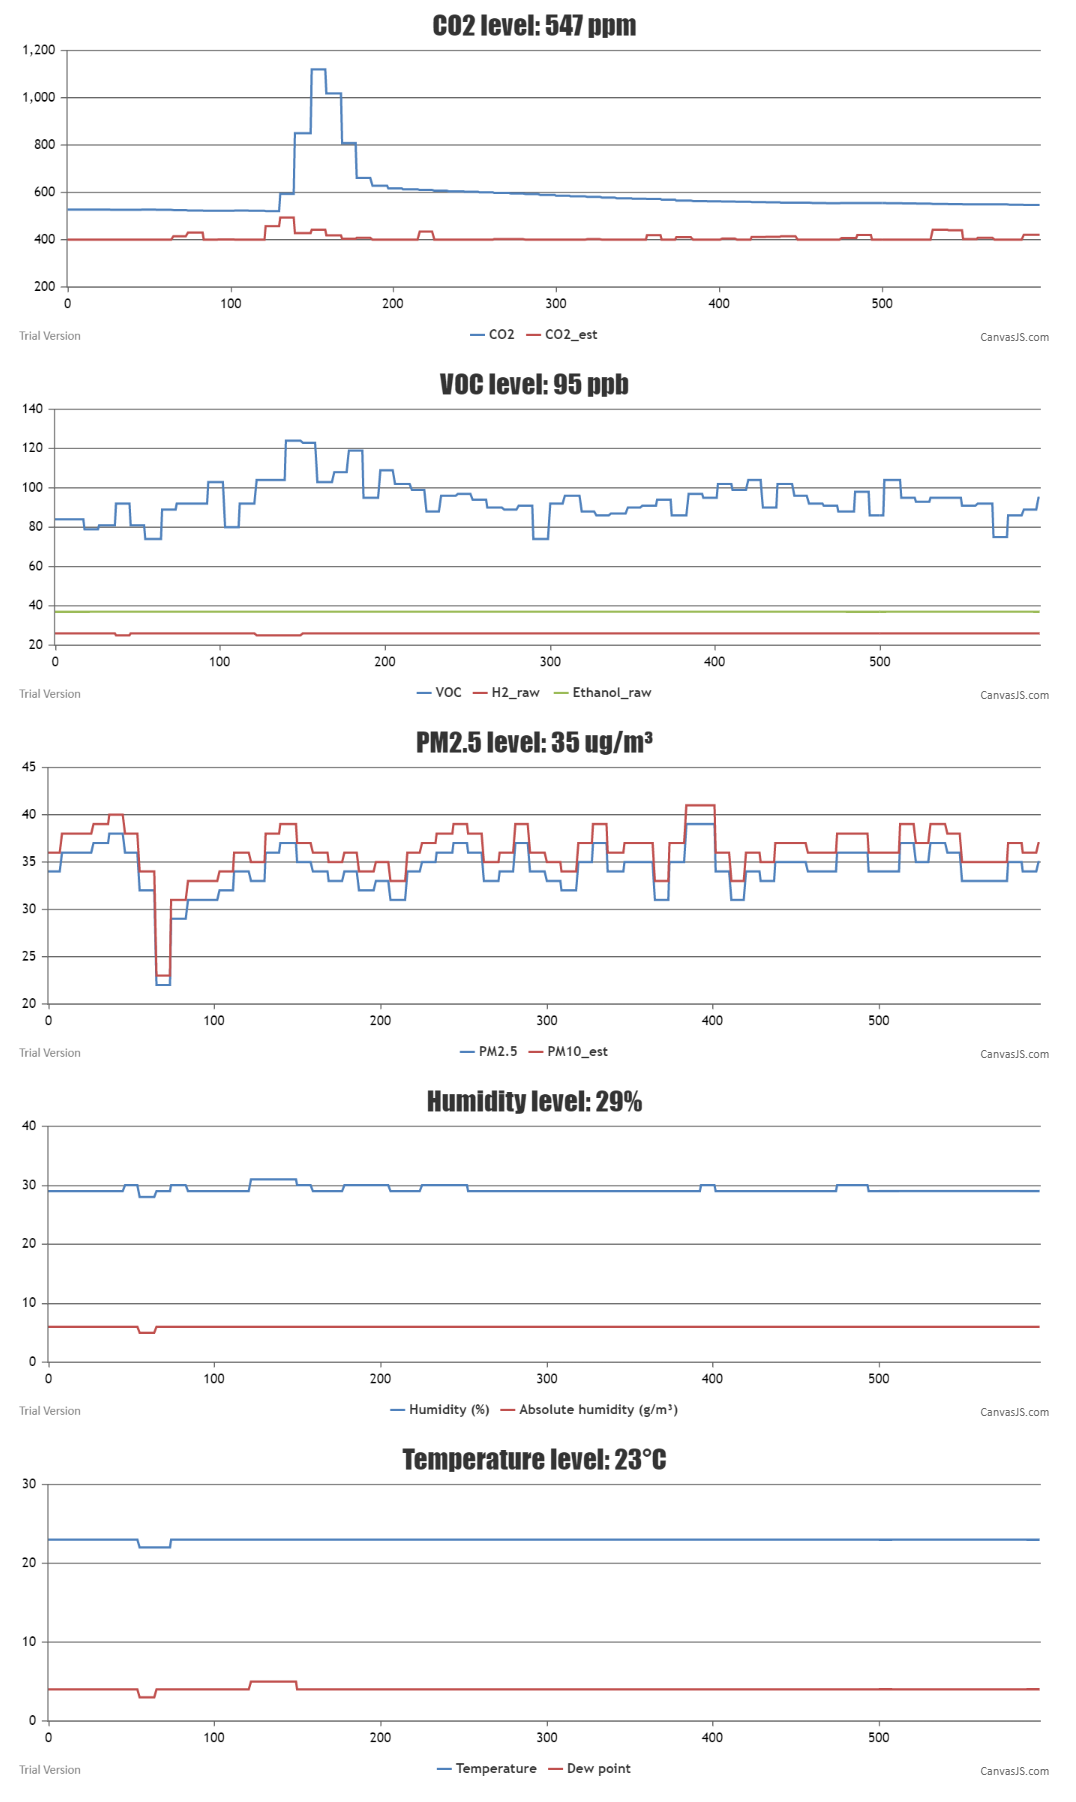 CO2 level: 547 ppm
1,200
1,000
800
600
400
200
0 100 200 300 400 500
CO2 CO2_est
Trial Version CanvasJS.com
VOC level: 95 ppb
140
120
100
80
60
40
20
0 100 200 300 400 500
VOC H2_raw Ethanol_raw
Trial Version CanvasJS.com
PM2.5 level: 35 ug/m³
45
40
35
30
25
20
0 100 200 300 400 500
PM2.5 PM10_est
Trial Version CanvasJS.com
Humidity level: 29%
40
30
20
10
0
0 100 200 300 400 500
Humidity (%) Absolute humidity (g/m³)
Trial Version CanvasJS.com
Temperature level: 23°C
30
20
10
0
0 100 200 300 400 500
Temperature Dew point
Trial Version CanvasJS.com